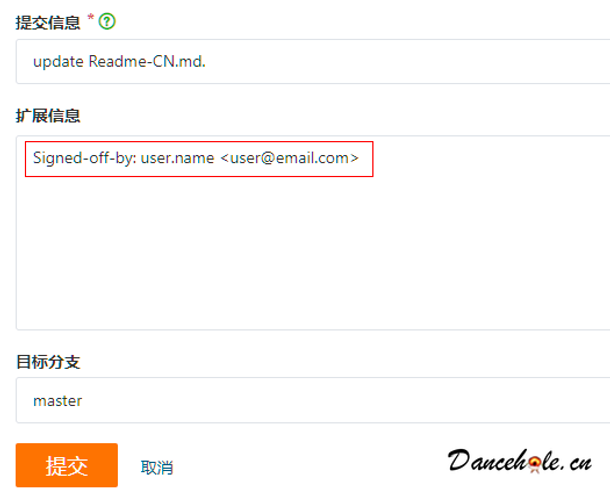 提交信息 * ?
update Readme-CN.md.
扩展信息
Signed-off-by: user.name <user@email.com>
目标分支
master
提交 取消
Dancehole.cn